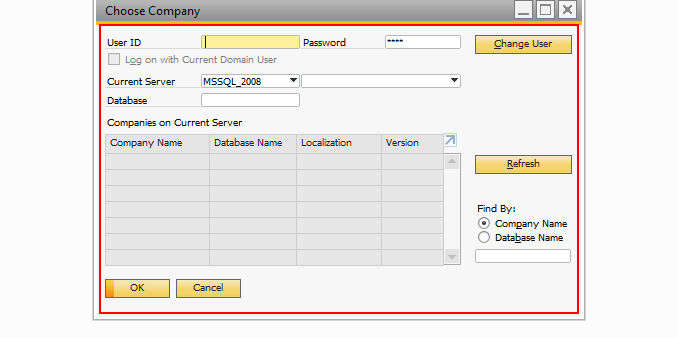 Choose Company
User ID
Password
****
Change User
Log on with Current Domain User
Current Server
MSSQL_2008
Database
Companies on Current Server
Company Name
Database Name
Localization
Version
Refresh
Find By:
Company Name
Database Name
OK
Cancel